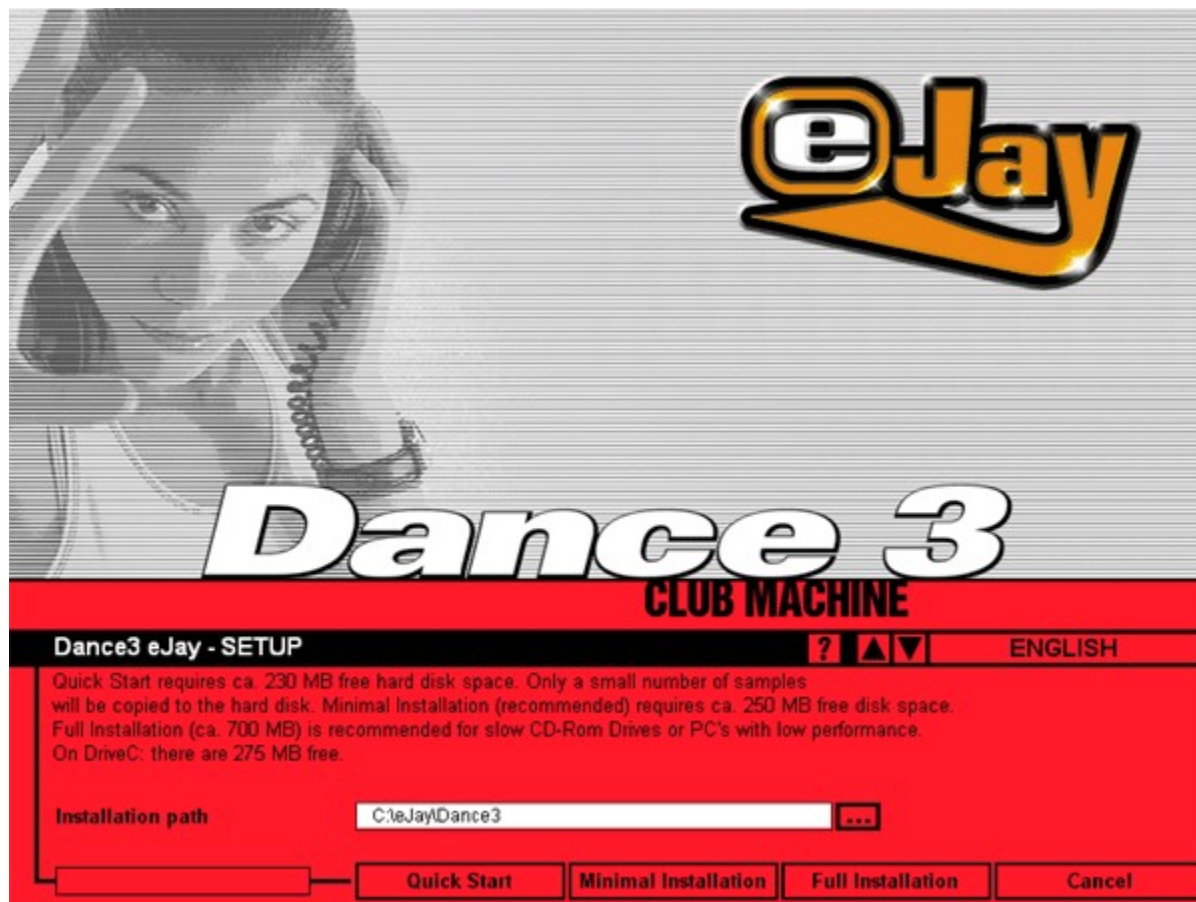 eJay
Dance 3
CLUB MACHINE
Dance3 eJay - SETUP
?
ENGLISH
Quick Start requires ca. 230 MB free hard disk space. Only a small number of samples
will be copied to the hard disk. Minimal Installation (recommended) requires ca. 250 MB free disk space.
Full Installation (ca. 700 MB) is recommended for slow CD-Rom Drives or PC's with low performance.
On DriveC: there are 275 MB free.
Installation path
C:\eJay\Dance3
...
Quick Start
Minimal Installation
Full Installation
Cancel